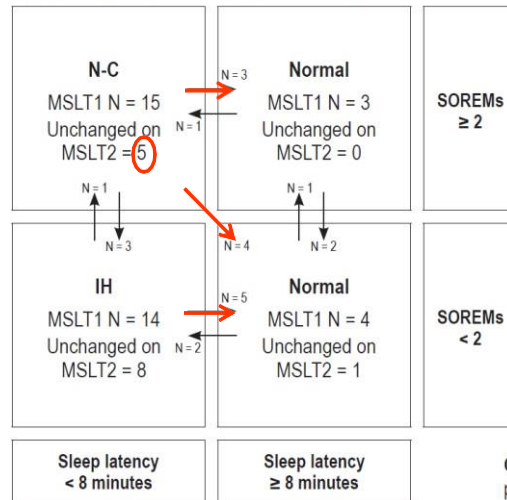 N-C
MSLT1 N = 15
Unchanged on
MSLT2 = 5
N = 3
N = 1
Normal
MSLT1 N = 3
Unchanged on
MSLT2 = 0
SOREMs
≥ 2
N = 1
N = 3
N = 4
N = 1
N = 2
IH
MSLT1 N = 14
Unchanged on
MSLT2 = 8
N = 5
N = 2
Normal
MSLT1 N = 4
Unchanged on
MSLT2 = 1
SOREMs
< 2
Sleep latency
< 8 minutes
Sleep latency
≥ 8 minutes